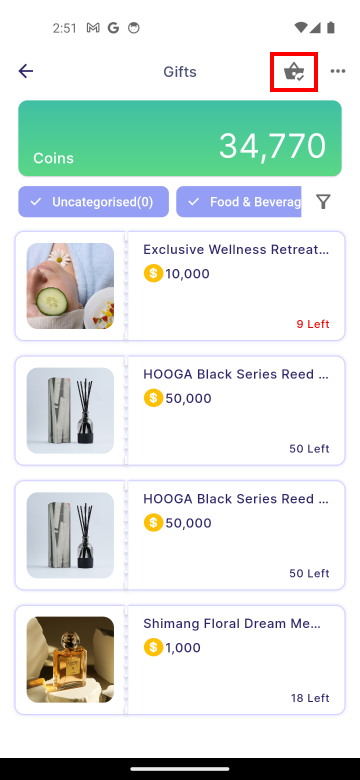 2:51
Gifts
Coins
34,770
Uncategorised(0)
Food & Beverag
Exclusive Wellness Retreat...
$ 10,000
9 Left
HOOGA Black Series Reed ...
$ 50,000
50 Left
HOOGA Black Series Reed ...
$ 50,000
50 Left
Shimang Floral Dream Me...
$ 1,000
18 Left